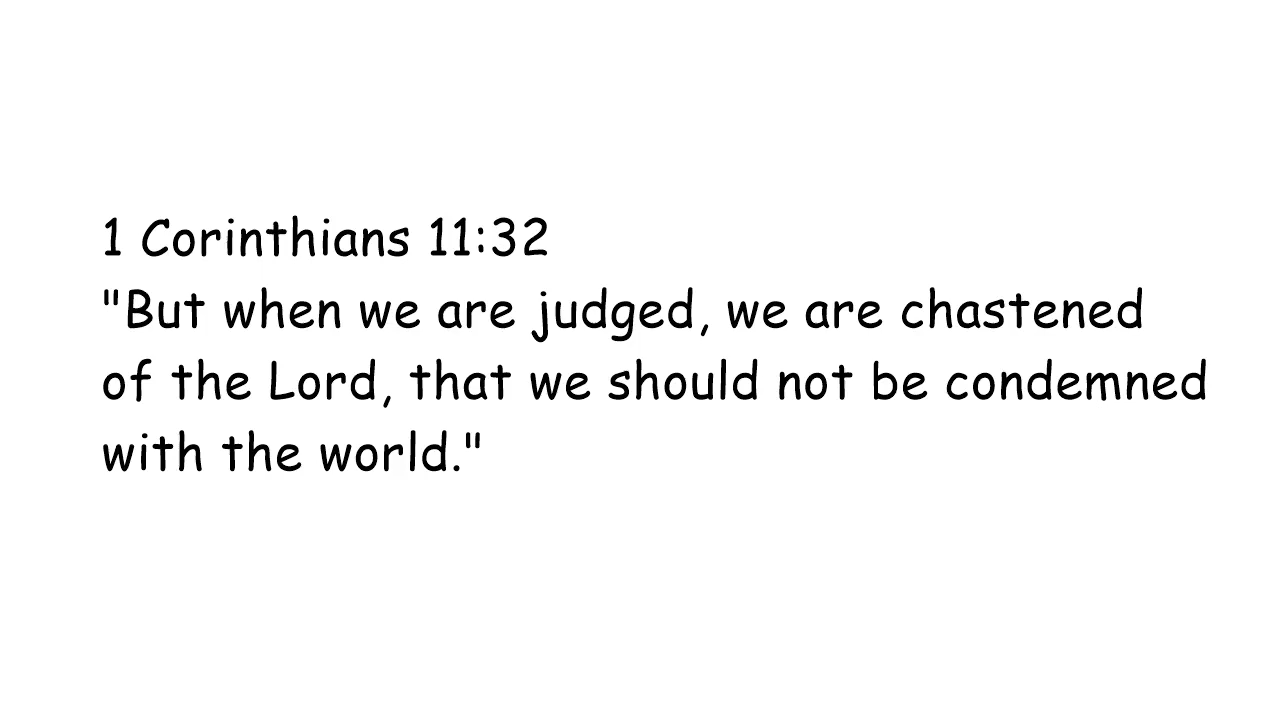 1 Corinthians 11:32
"But when we are judged, we are chastened
of the Lord, that we should not be condemned
with the world."